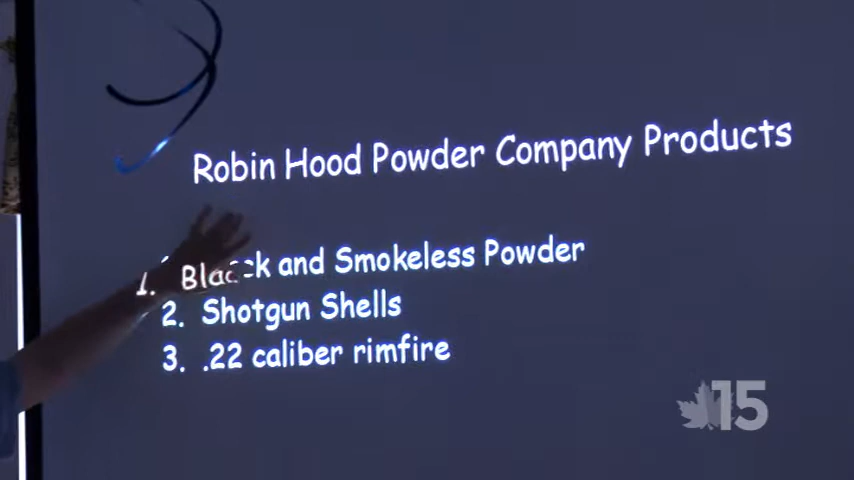 Robin Hood Powder Company Products
1. Black and Smokeless Powder
2. Shotgun Shells
3. .22 caliber rimfire
15